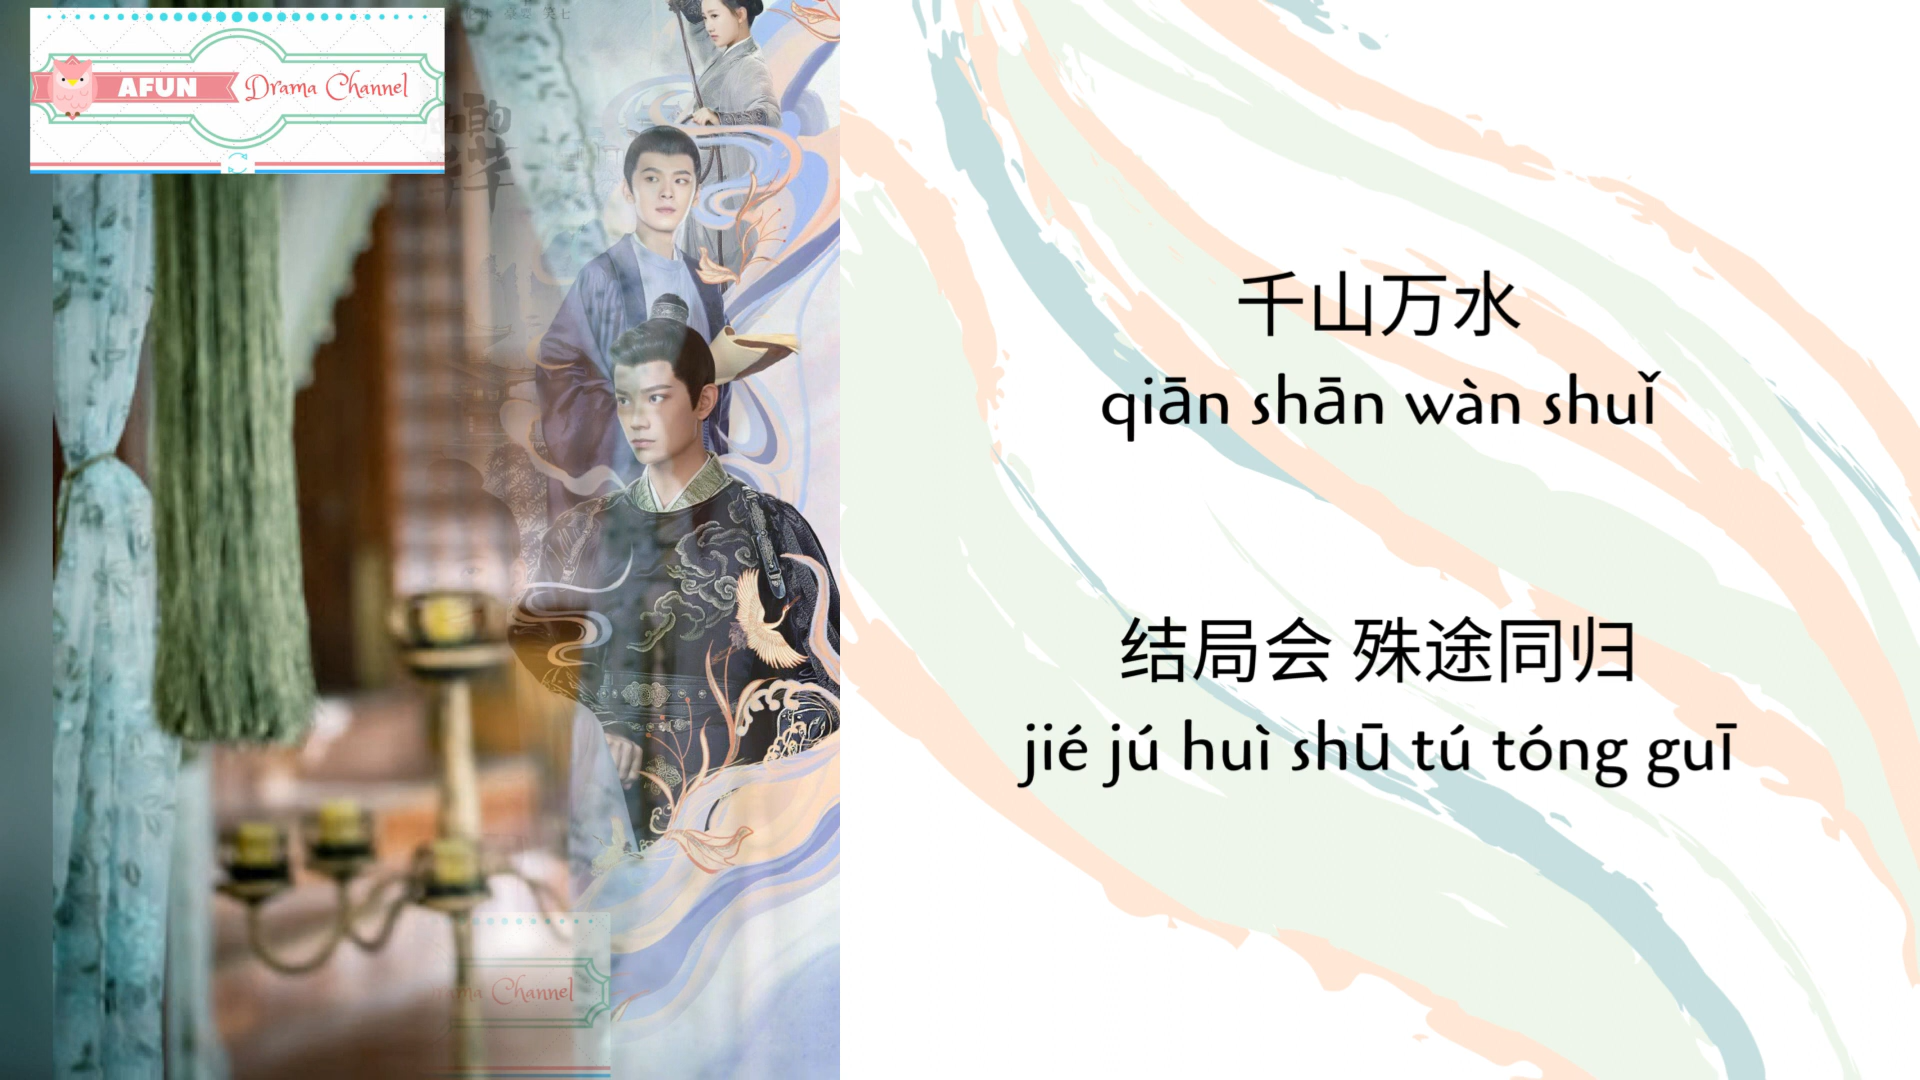 AFUN Drama Channel
千山万水
qiān shān wàn shuǐ
结局会 殊途同归
jié jú huì shŪ tú tóng guī
Channel